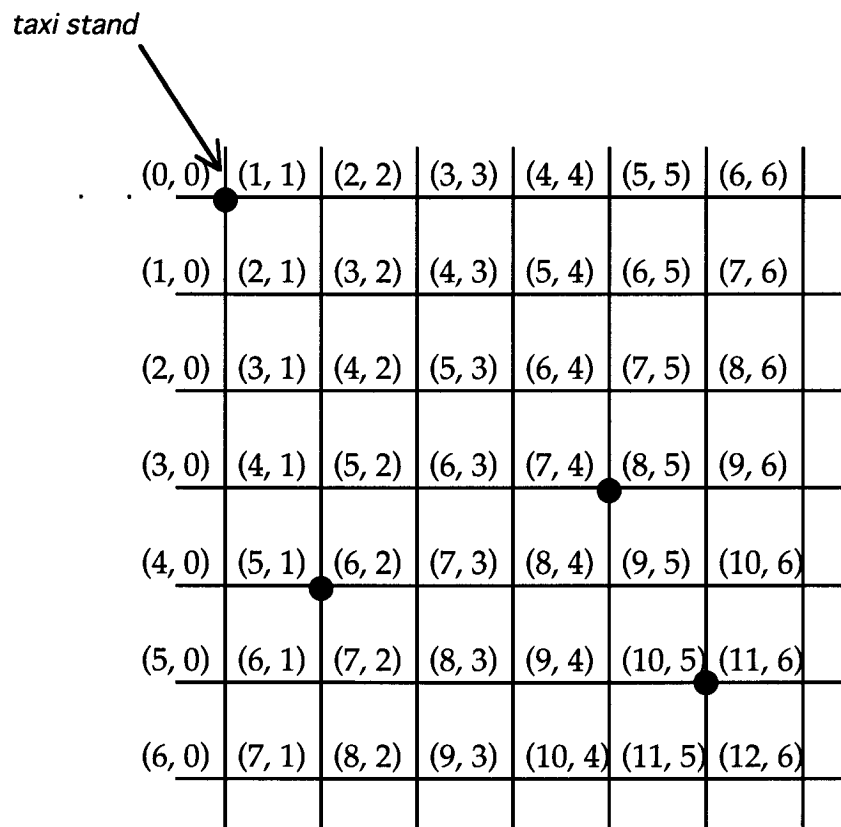 taxi stand
(0, 0) (1, 1) (2, 2) (3, 3) (4, 4) (5, 5) (6, 6)
(1, 0) (2, 1) (3, 2) (4, 3) (5, 4) (6, 5) (7, 6)
(2, 0) (3, 1) (4, 2) (5, 3) (6, 4) (7, 5) (8, 6)
(3, 0) (4, 1) (5, 2) (6, 3) (7, 4) (8, 5) (9, 6)
(4, 0) (5, 1) (6, 2) (7, 3) (8, 4) (9, 5) (10, 6)
(5, 0) (6, 1) (7, 2) (8, 3) (9, 4) (10, 5) (11, 6)
(6, 0) (7, 1) (8, 2) (9, 3) (10, 4) (11, 5) (12, 6)